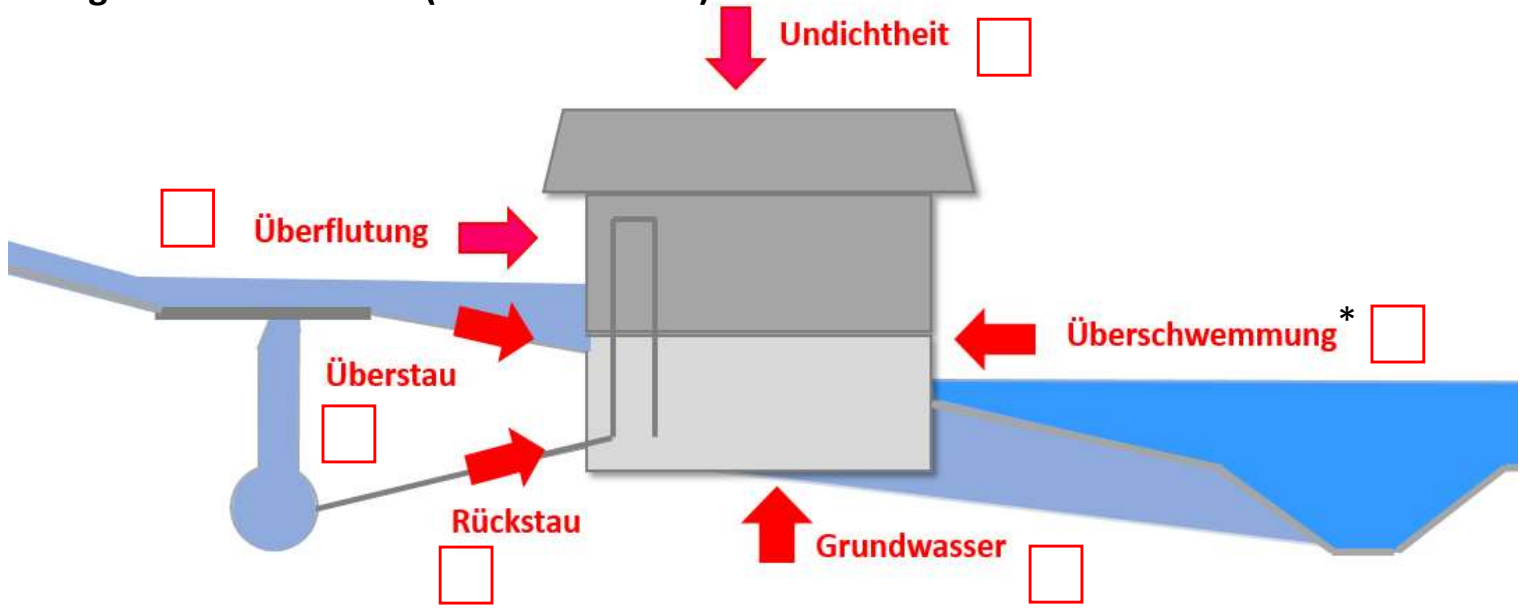 Undichtheit
Überflutung
Überschwemmung*
Überstau
Rückstau
Grundwasser